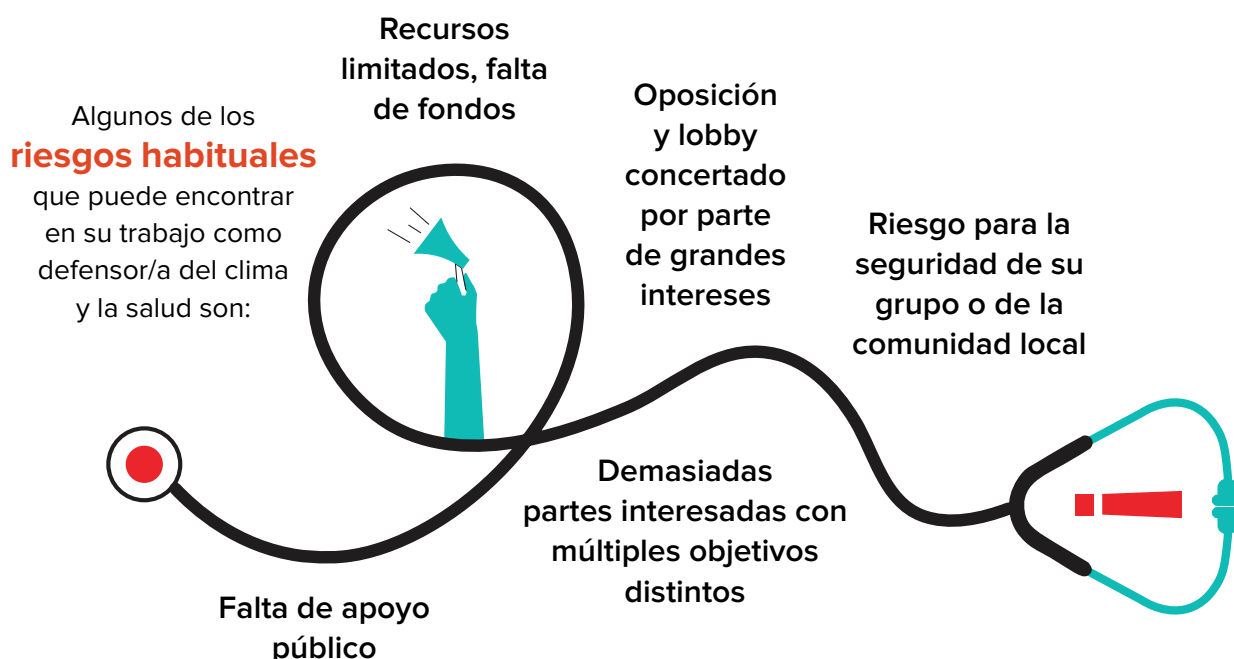 Algunos de los
riesgos habituales
que puede encontrar
en su trabajo como
defensor/a del clima
y la salud son:
Recursos
limitados, falta
de fondos
Oposición
y lobby
concertado
por parte
de grandes
intereses
Riesgo para la
seguridad de su
grupo o de la
comunidad local
Demasiadas
partes interesadas con
múltiples objetivos
distintos
Falta de apoyo
público